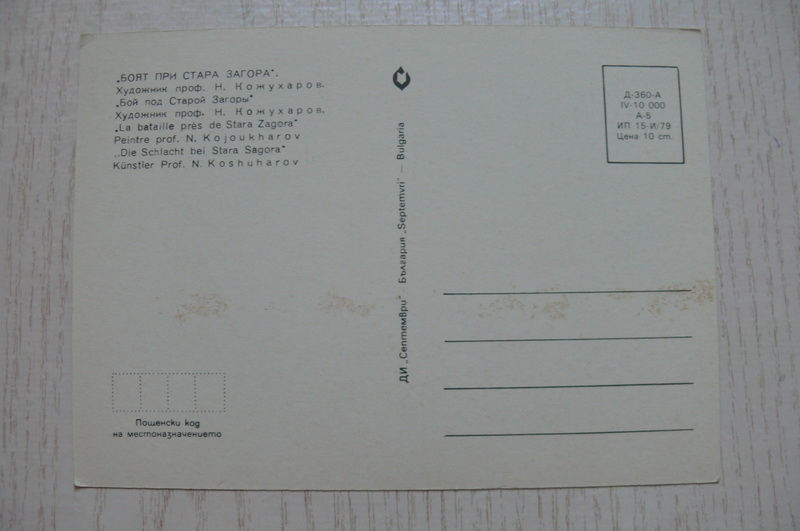 „БОЯТ ПРИ СТАРА ЗАГОРА".
Художник проф. Н. Кожухаров.
„Бой под Старой Загоры"
Художник проф. Н. Кожухаров.
„La bataille près de Stara Zagora"
Peintre prof. N. Kojoukharov
„Die Schlacht bei Stara Sagora"
Künstler Prof. N. Koshuharov
Пощенски код
на местоназначението
ДИ „Септември" - България „Septemvri" — Bulgaria
Д-360-А
IV-10 000
А-5
ИП 15-И/79
Цена 10 ст.